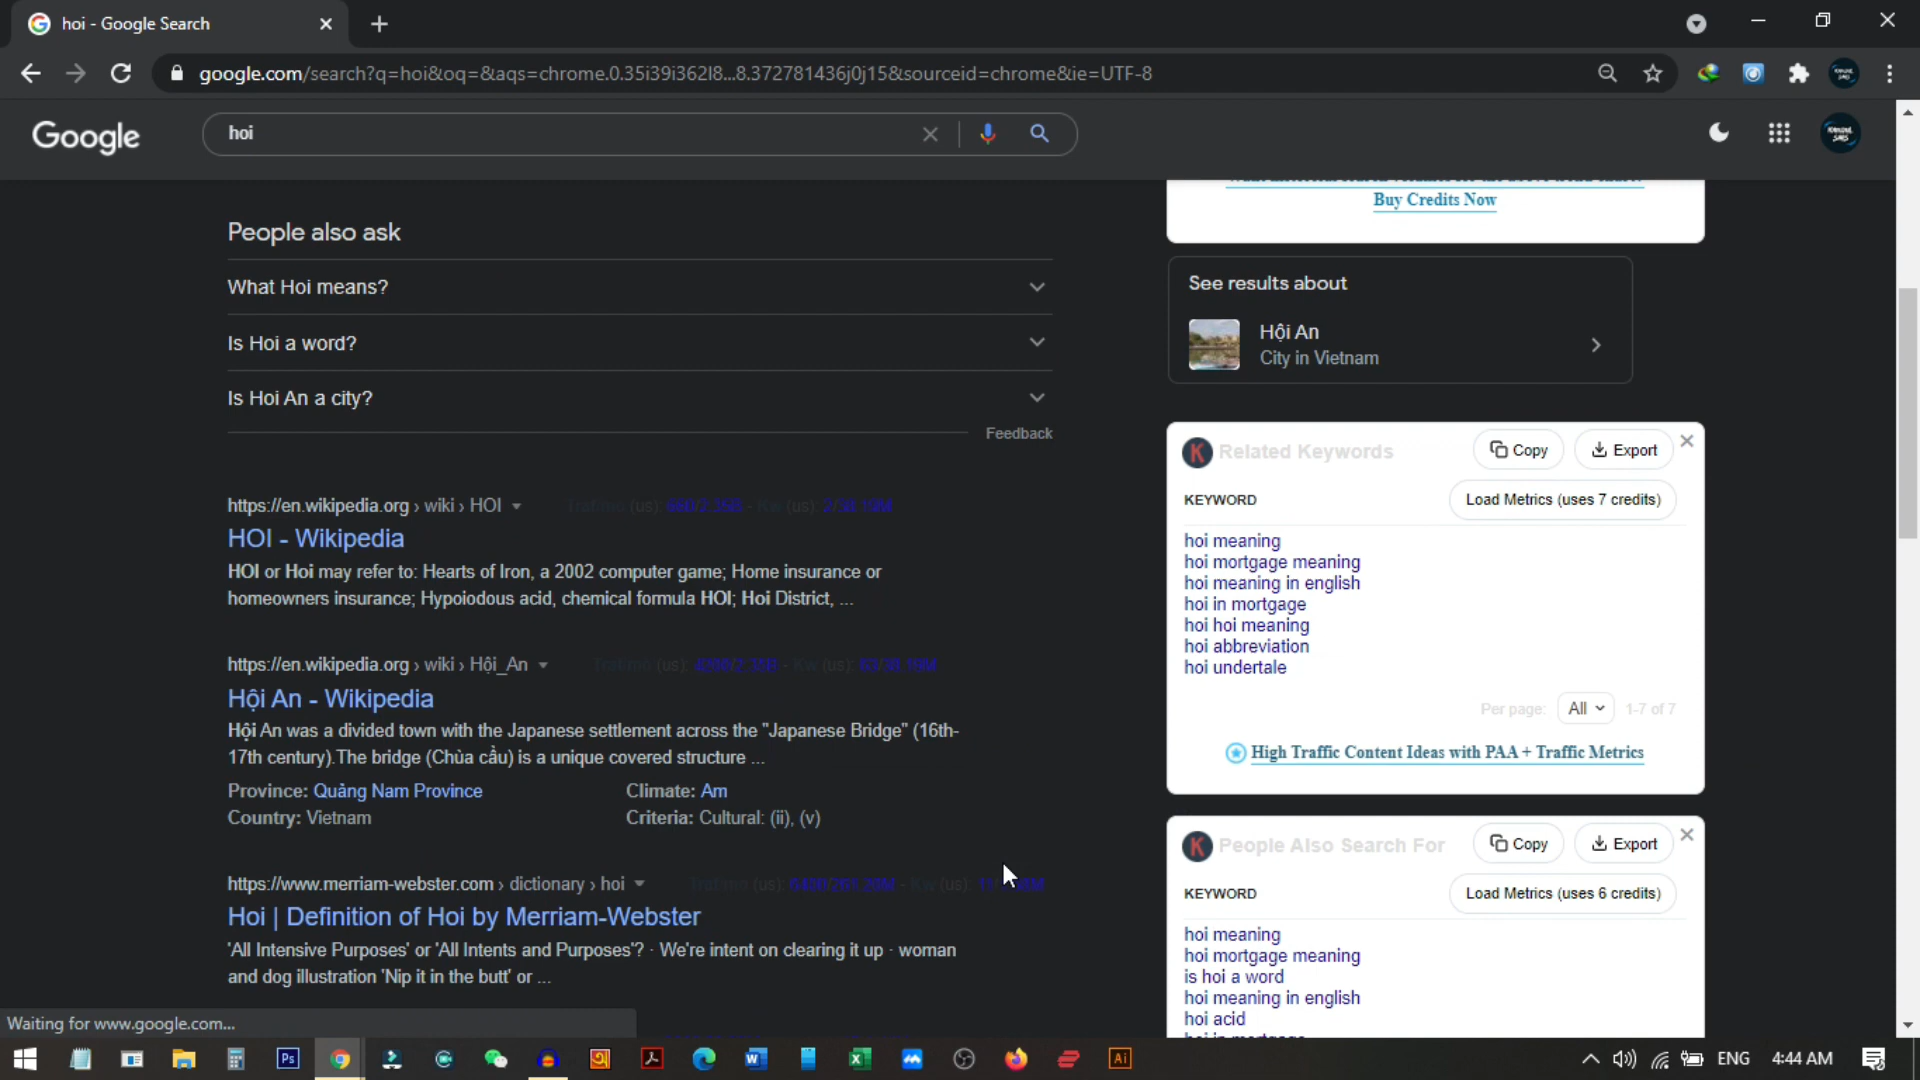 hoi - Google Search
google.com/search?q=hoi&oq=&aqs=chrome.0.35i39i362l8...8.372781436j0j15&sourceid=chrome&ie=UTF-8
Google
hoi
Buy Credits Now
People also ask
What Hoi means?
Is Hoi a word?
Is Hoi An a city?
Feedback
See results about
Hội An
City in Vietnam
https://en.wikipedia.org › wiki › HOI
HOI - Wikipedia
HOI or Hoi may refer to: Hearts of Iron, a 2002 computer game; Home insurance or
homeowners insurance; Hypoiodous acid, chemical formula HOI; Hoi District, ...
https://en.wikipedia.org › wiki › Hội_An
Hội An - Wikipedia
Hội An was a divided town with the Japanese settlement across the "Japanese Bridge" (16th-
17th century).The bridge (Chùa cầu) is a unique covered structure ...
Province: Quảng Nam Province
Climate: Am
Country: Vietnam
Criteria: Cultural: (ii), (v)
https://www.merriam-webster.com › dictionary › hoi
Hoi | Definition of Hoi by Merriam-Webster
'All Intensive Purposes' or 'All Intents and Purposes'? · We're intent on clearing it up · woman
and dog illustration 'Nip it in the butt' or ...
Related Keywords
Copy
Export
KEYWORD
Load Metrics (uses 7 credits)
hoi meaning
hoi mortgage meaning
hoi meaning in english
hoi in mortgage
hoi hoi meaning
hoi abbreviation
hoi undertale
Per page: All 1-7 of 7
High Traffic Content Ideas with PAA + Traffic Metrics
People Also Search For
Copy
Export
KEYWORD
Load Metrics (uses 6 credits)
hoi meaning
hoi mortgage meaning
is hoi a word
hoi meaning in english
hoi acid
Waiting for www.google.com...
ENG
4:44 AM